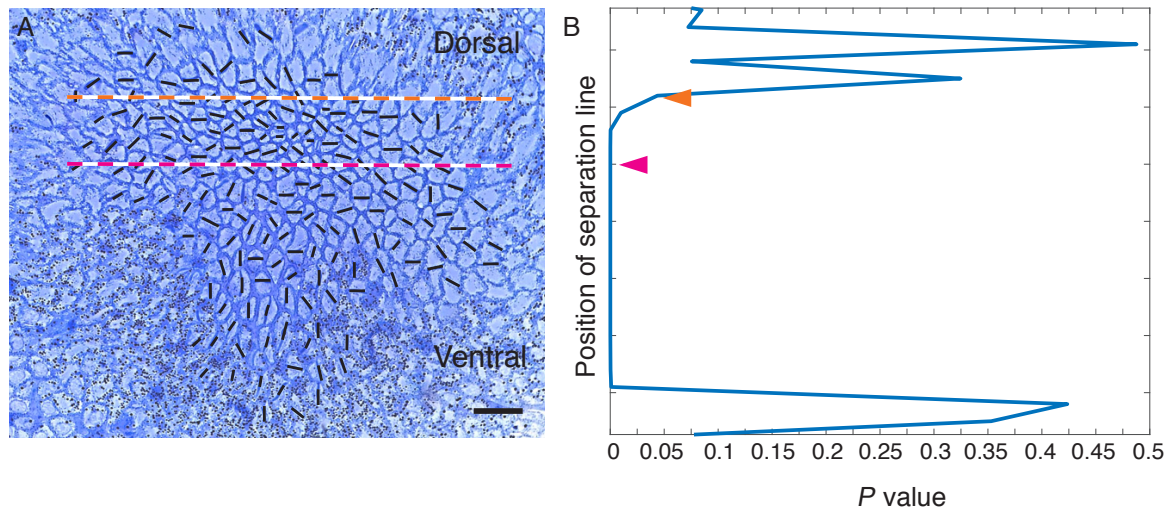 A
Dorsal
Ventral
B
Position of separation line
0 0.05 0.1 0.15 0.2 0.25 0.3 0.35 0.4 0.45 0.5
P value